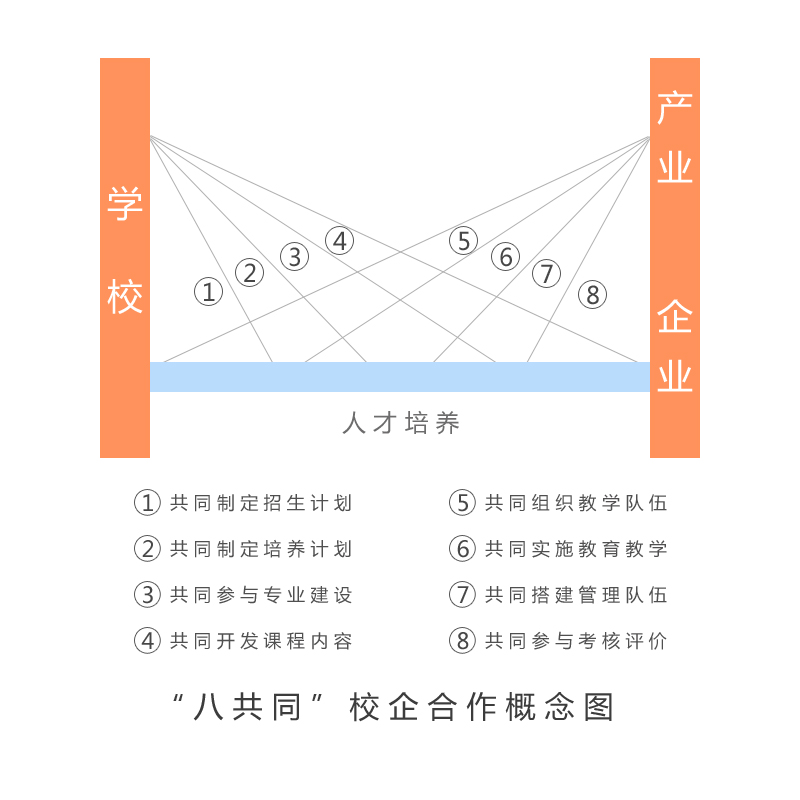 学校
产业 企业
① ② ③ ④ ⑤ ⑥ ⑦ ⑧
人才培养
① 共同制定招生计划
② 共同制定培养计划
③ 共同参与专业建设
④ 共同开发课程内容
⑤ 共同组织教学队伍
⑥ 共同实施教育教学
⑦ 共同搭建管理队伍
⑧ 共同参与考核评价
“八共同”校企合作概念图